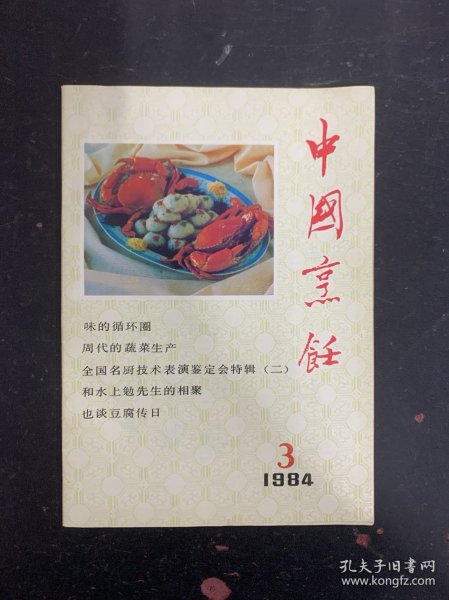 中國烹飪
味的循环圈
周代的蔬菜生产
全国名厨技术表演鉴定会特辑（二）
和水上勉先生的相聚
也谈豆腐传日
3
1984
孔夫子旧书网
www.kongfz.com